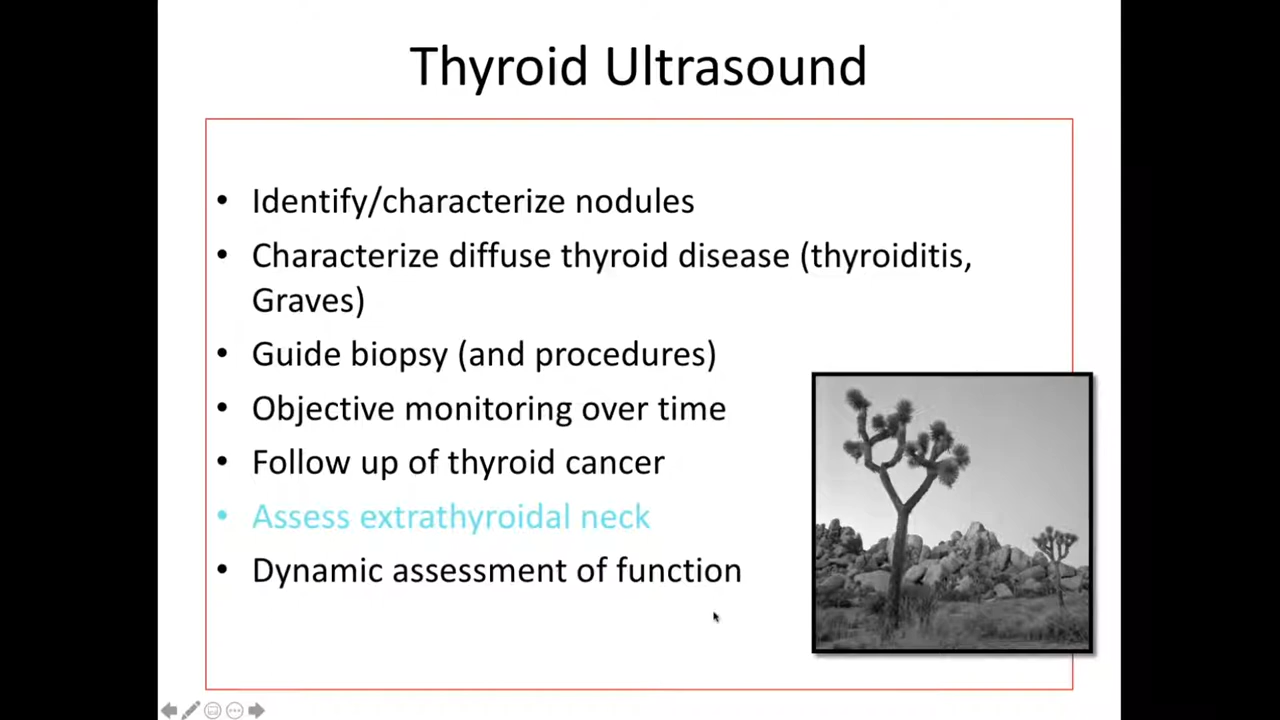 Thyroid Ultrasound
• Identify/characterize nodules
• Characterize diffuse thyroid disease (thyroiditis,
Graves)
• Guide biopsy (and procedures)
• Objective monitoring over time
• Follow up of thyroid cancer
• Assess extrathyroidal neck
• Dynamic assessment of function